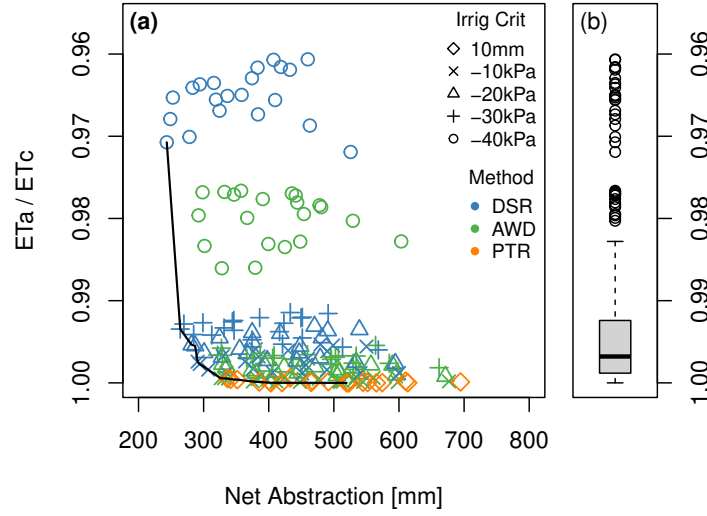 (a)
(b)
Irrig Crit
10mm
−10kPa
−20kPa
−30kPa
−40kPa
Method
DSR
AWD
PTR
ETa / ETc
0.96
0.97
0.98
0.99
1.00
0.96
0.97
0.98
0.99
1.00
200
300
400
500
600
700
800
Net Abstraction [mm]